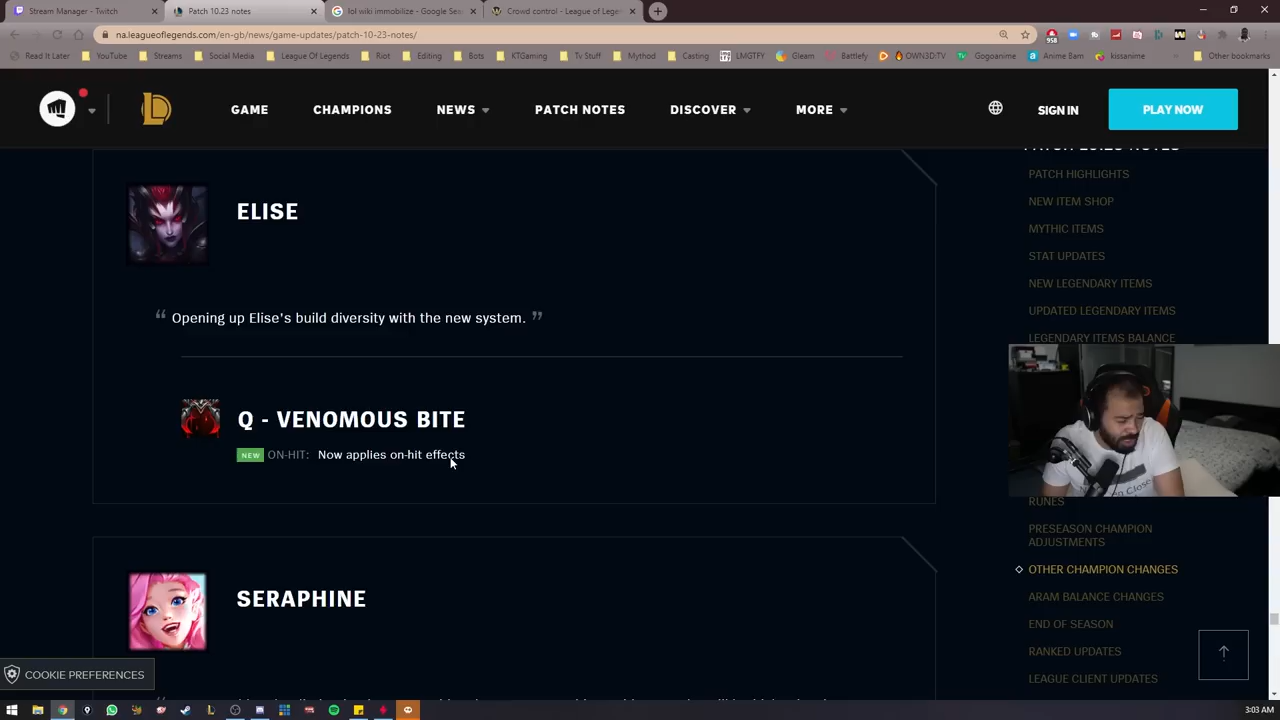 Stream Manager - Twitch
Patch 10.23 notes
lol wiki immobilize - Google Sea
Crowd control - League of Lege
na.leagueoflegends.com/en-gb/news/game-updates/patch-10-23-notes/
958
Read It Later
YouTube
Streams
Social Media
League Of Legends
Riot
Editing
Bots
KTGaming
Tv Stuff
Mythod
Casting
LMGTFY
Gleam
Battlefy
OWN3D.TV
Gogoanime
Anime Bam
kissanime
Other bookmarks
GAME
CHAMPIONS
NEWS
PATCH NOTES
DISCOVER
MORE
SIGN IN
PLAY NOW
PATCH 10.23 NOTES
PATCH HIGHLIGHTS
NEW ITEM SHOP
MYTHIC ITEMS
STAT UPDATES
NEW LEGENDARY ITEMS
UPDATED LEGENDARY ITEMS
LEGENDARY ITEMS BALANCE
RUNES
PRESEASON CHAMPION
ADJUSTMENTS
OTHER CHAMPION CHANGES
ARAM BALANCE CHANGES
END OF SEASON
RANKED UPDATES
LEAGUE CLIENT UPDATES
ELISE
“ Opening up Elise's build diversity with the new system. ”
Q - VENOMOUS BITE
NEW ON-HIT: Now applies on-hit effects
SERAPHINE
COOKIE PREFERENCES
3:03 AM